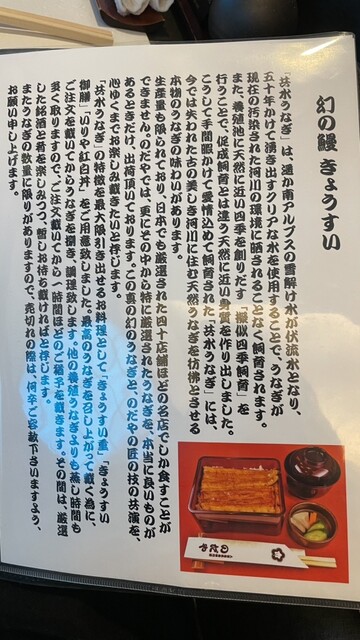 幻の鰻 きょうすい
「共水うなぎ」は、遥か南アルプスの雪解け水が伏流水となり、
五十年かけて湧き出すクリアな水を使用することで、うなぎが
現在の汚染された河川の環境に晒されることなく飼育されます。
また、養殖池に天然に近い四季を創りだす「擬似四季飼育」を
行うことで、促成飼育とは違う天然に近い身質を作り出しました。
こうして手間暇かけて愛情込めて飼育された「共水うなぎ」には、
今では失われた古の美しき河川に住む天然うなぎを彷彿とさせる
本物のうなぎの味わいがあります。
生産量も限られており、日本でも厳選された四十店舗ほどの名店でしか食すことが
できません。のだやでは、更にその中から特に厳選されたうなぎを、本当に良いものが
あるときだけ、出荷頂いております。この真の幻のうなぎと、のだやの匠の技の共演を、
心ゆくまでお楽しみ戴きたいと存じます。
「共水うなぎ」の特徴を最大限引き出せるお料理として「きょうすい重」「きょうすい
御膳」「いりや紅白丼」をご用意致しました。最高のうなぎを召し上がって戴く為に、
ご注文を戴いてからうなぎを捌き、調理致します。他の養殖うなぎよりも蒸し時間も
多く取りますので、ご注文戴いてから一時間ほどのご猶予を戴きます。その間は、厳選
した銘酒と肴を楽しみつつ、暫しお待ち戴ければと存じます。
またうなぎの数量に限りがありますので、売切れの際は、何卒ご容赦下さいますよう、
お願い申し上げます。